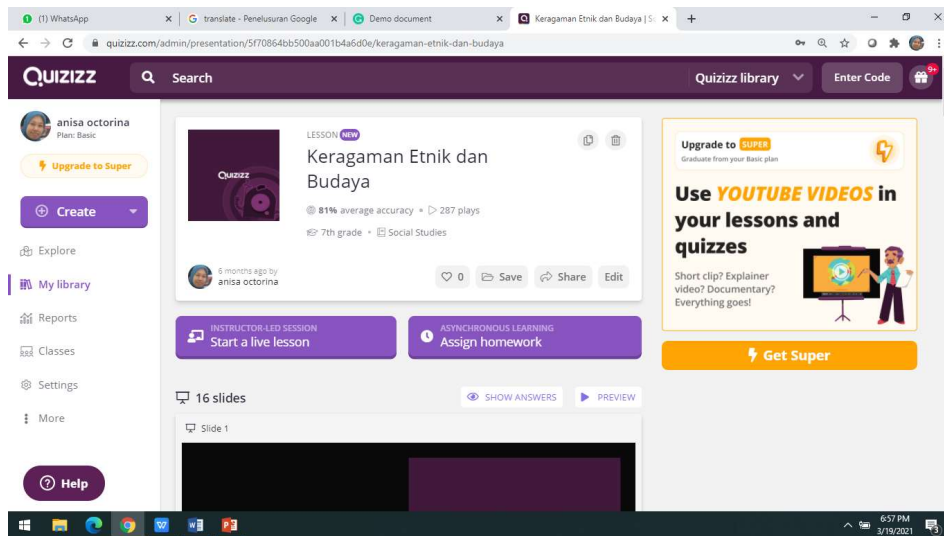 (1) WhatsApp
G translate - Penelusuran Google
Demo document
Keragaman Etnik dan Budaya | S
quizizz.com/admin/presentation/5f70864bb500aa001b4a6d0e/keragaman-etnik-dan-budaya
QUIZIZZ
Search
Quizizz library
Enter Code
9+
anisa octorina
Plan: Basic
Upgrade to Super
Create
Explore
My library
Reports
Classes
Settings
More
Help
QUIZIZZ
LESSON NEW
Keragaman Etnik dan
Budaya
81% average accuracy • 287 plays
7th grade • Social Studies
6 months ago by
anisa octorina
0
Save
Share
Edit
INSTRUCTOR-LED SESSION
Start a live lesson
ASYNCHRONOUS LEARNING
Assign homework
16 slides
SHOW ANSWERS
PREVIEW
Slide 1
Upgrade to SUPER
Graduate from your Basic plan
Use YOUTUBE VIDEOS in
your lessons and
quizzes
Short clip? Explainer
video? Documentary?
Everything goes!
Get Super
6:57 PM
3/19/2021
3